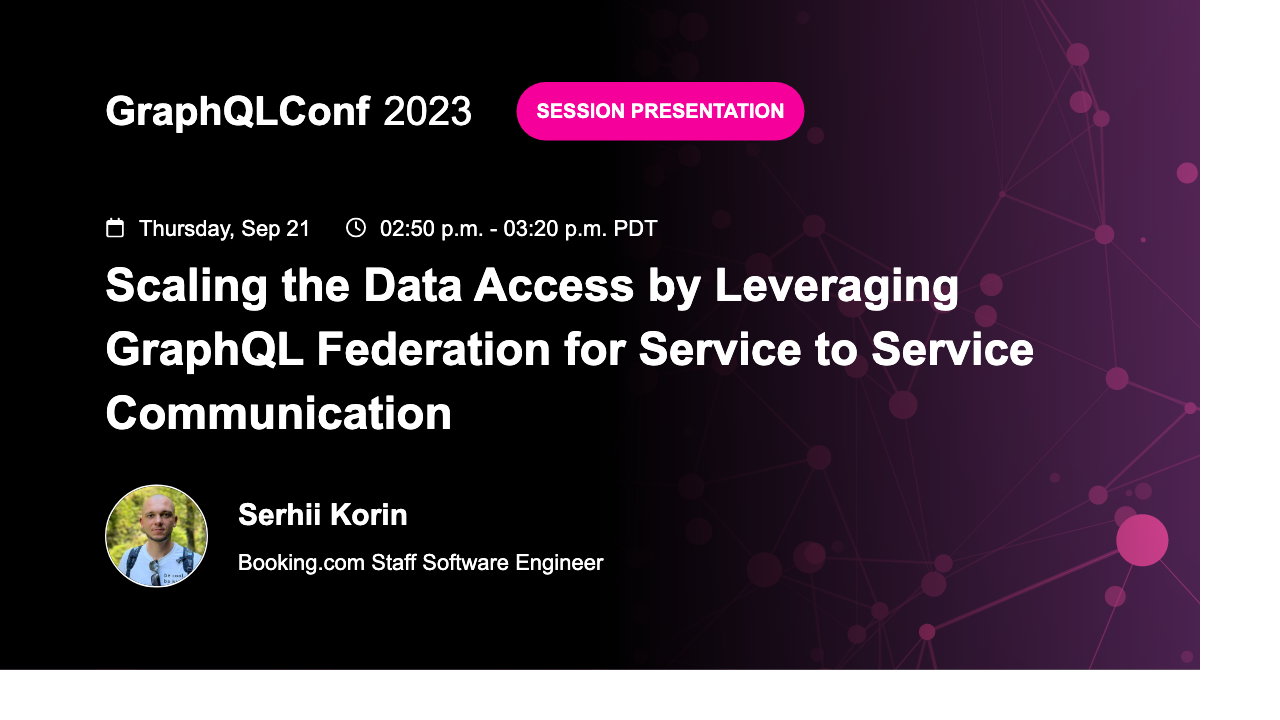 GraphQLConf 2023
SESSION PRESENTATION
Thursday, Sep 21
02:50 p.m. - 03:20 p.m. PDT
Scaling the Data Access by Leveraging
GraphQL Federation for Service to Service
Communication
Serhii Korin
Booking.com Staff Software Engineer